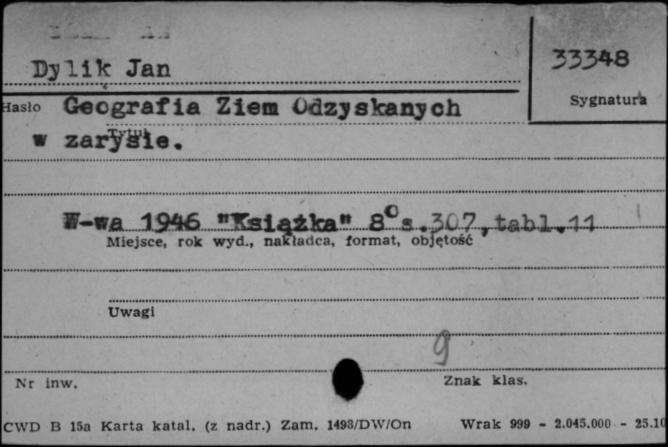 Dylik Jan
33348
Hasło Geografia Ziem Odzyskanych
Sygnatura
Tytuł
w zarysie.
W-wa 1946 "Książka" 8° s.307,tabl.11
Miejsce, rok wyd., nakładca, format, objętość
Uwagi
9
Nr inw. Znak klas.
CWD B 15a Karta katal. (z nadr.) Zam. 1498/DW/On Wrak 999 - 2.045.000 - 25.10